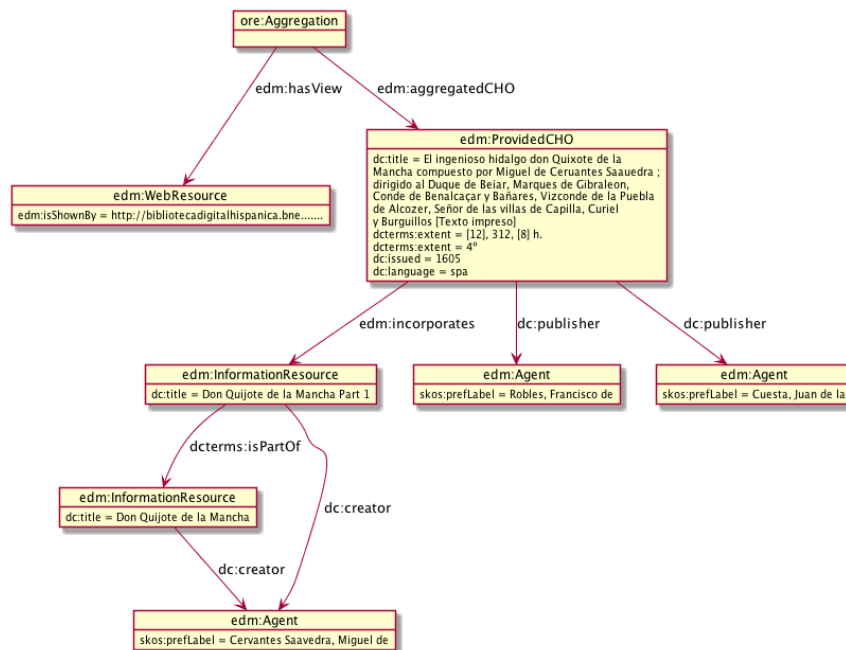 ore:Aggregation
edm:hasView
edm:aggregatedCHO
edm:ProvidedCHO
dc:title = El ingenioso hidalgo don Quixote de la
Mancha compuesto por Miguel de Ceruantes Saauedra ;
dirigido al Duque de Beiar, Marques de Gibraleon,
Conde de Benalcaçar y Bañares, Vizconde de la Puebla
de Alcozer, Señor de las villas de Capilla, Curiel
y Burguillos [Texto impreso]
dcterms:extent = [12], 312, [8] h.
dcterms:extent = 4º
dc:issued = 1605
dc:language = spa
edm:WebResource
edm:isShownBy = http://bibliotecadigitalhispanica.bne.......
edm:incorporates
dc:publisher
dc:publisher
edm:InformationResource
dc:title = Don Quijote de la Mancha Part 1
edm:Agent
skos:prefLabel = Robles, Francisco de
edm:Agent
skos:prefLabel = Cuesta, Juan de la
dcterms:isPartOf
dc:creator
edm:InformationResource
dc:title = Don Quijote de la Mancha
dc:creator
edm:Agent
skos:prefLabel = Cervantes Saavedra, Miguel de